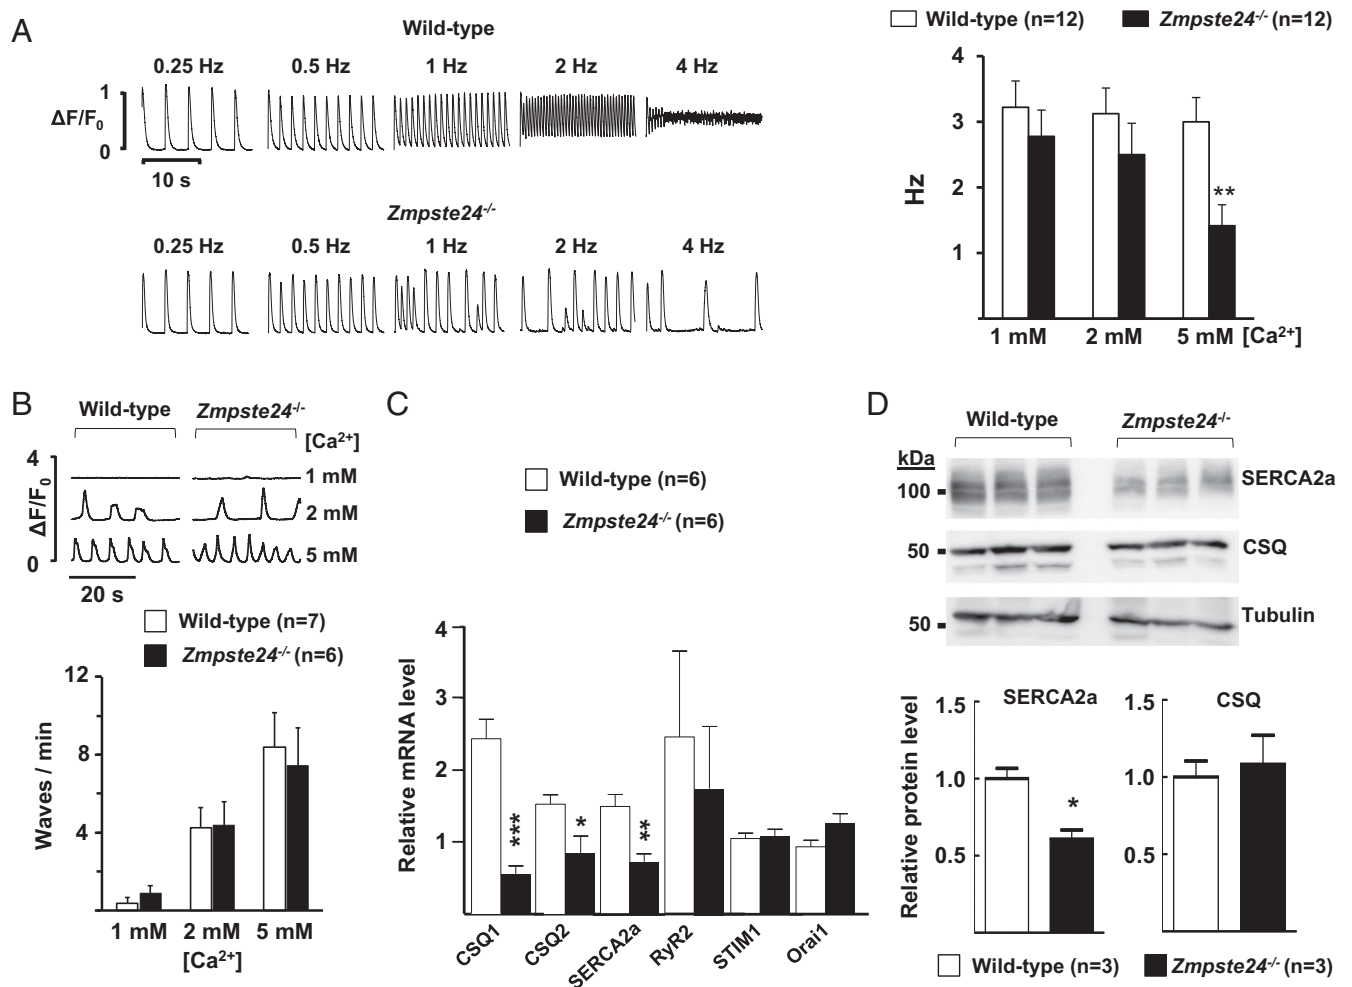 A
Wild-type
0.25 Hz 0.5 Hz 1 Hz 2 Hz 4 Hz
ΔF/F0
1
0
10 s
Zmpste24-/-
0.25 Hz 0.5 Hz 1 Hz 2 Hz 4 Hz
Wild-type (n=12) Zmpste24-/- (n=12)
Hz
4
3
2
1
**
1 mM 2 mM 5 mM [Ca2+]
B
Wild-type Zmpste24-/-
[Ca2+]
ΔF/F0
4
0
1 mM
2 mM
5 mM
20 s
Wild-type (n=7)
Zmpste24-/- (n=6)
Waves / min
12
8
4
1 mM 2 mM 5 mM
[Ca2+]
C
Wild-type (n=6)
Zmpste24-/- (n=6)
Relative mRNA level
4
3
2
1
*** * **
CSQ1 CSQ2 SERCA2a RyR2 STIM1 Orai1
D
Wild-type Zmpste24-/-
kDa
100 SERCA2a
50 CSQ
50 Tubulin
Relative protein level
SERCA2a
1.5
1.0
0.5
*
CSQ
1.5
1.0
0.5
Wild-type (n=3) Zmpste24-/- (n=3)